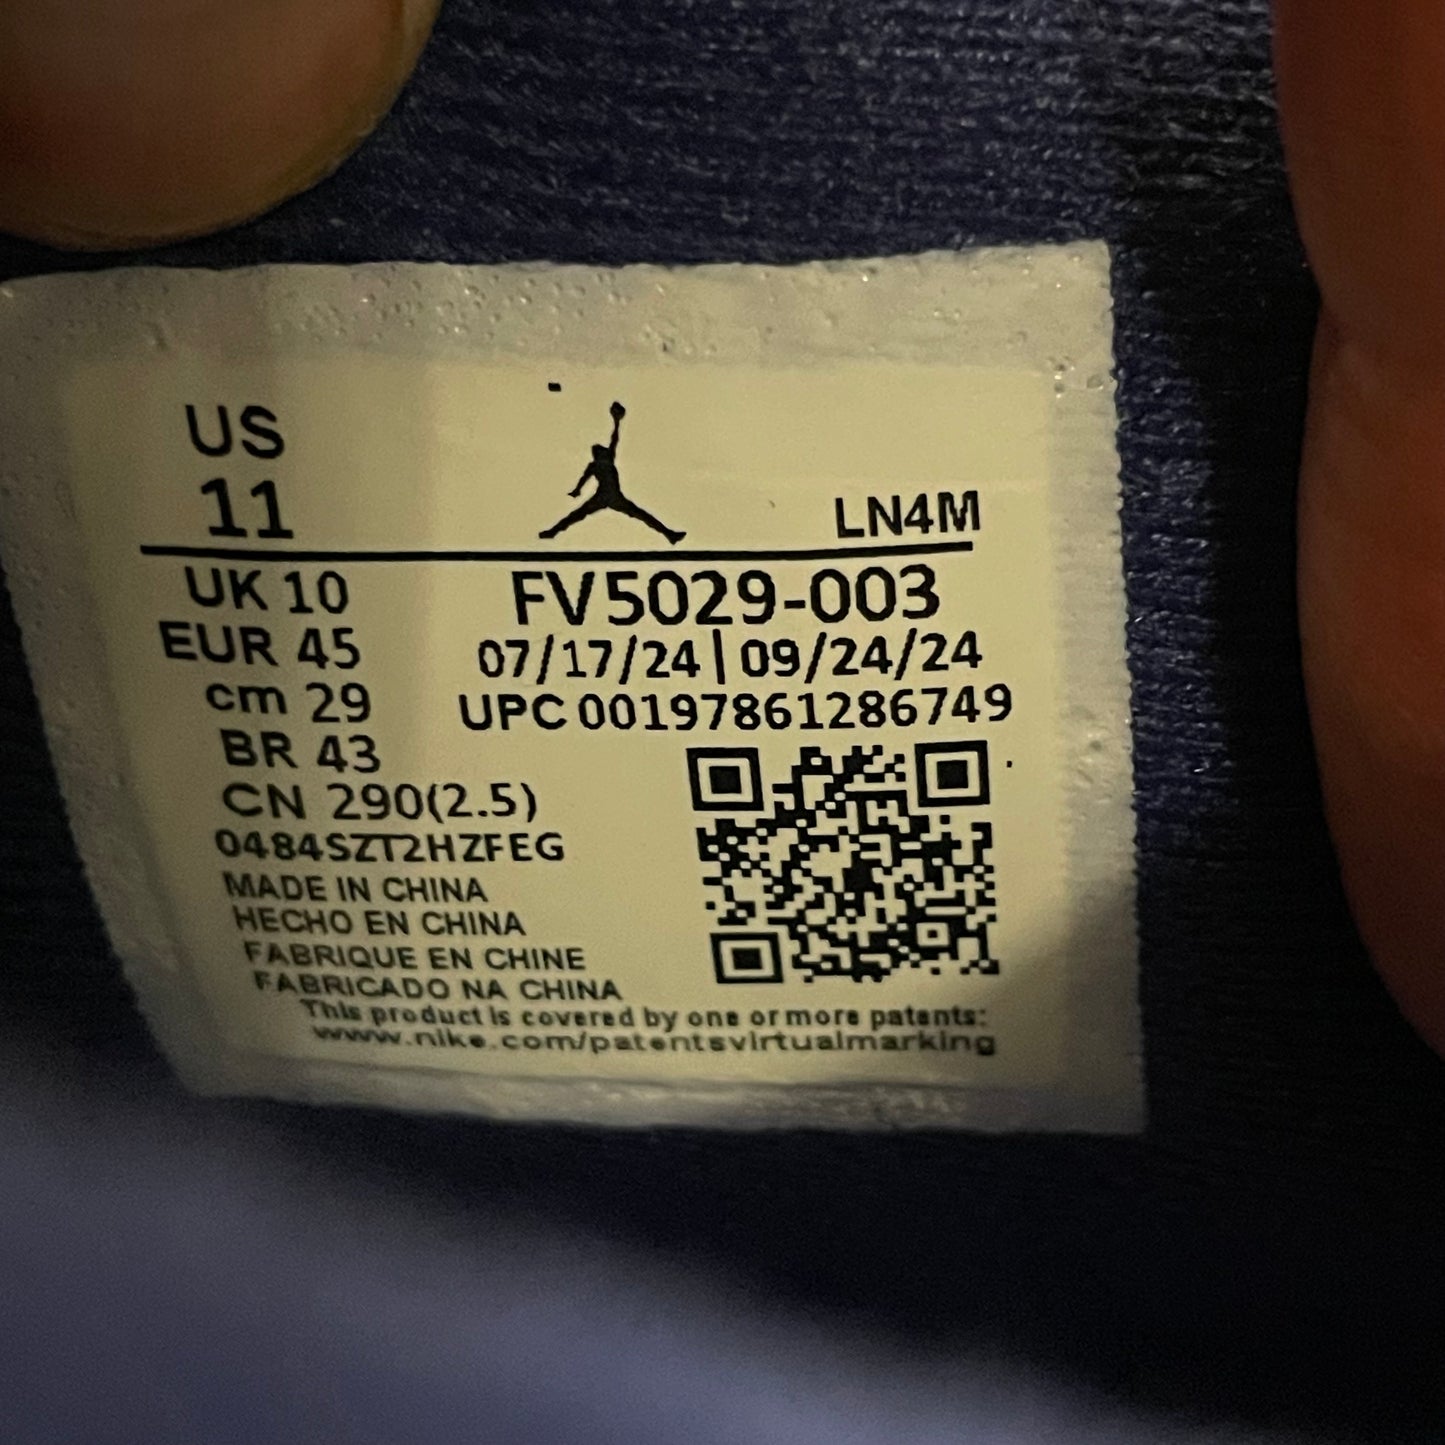 US
11
LN4M
UK 10
EUR 45
cm 29
BR 43
CN 290(2.5)
0484SZT2HZFEG
MADE IN CHINA
HECHO EN CHINA
FABRIQUE EN CHINE
FABRICADO NA CHINA
FV5029-003
07/17/24|09/24/24
UPC 00197861286749
This product is covered by one or more patents:
www.nike.com/patentsvirtualmarking